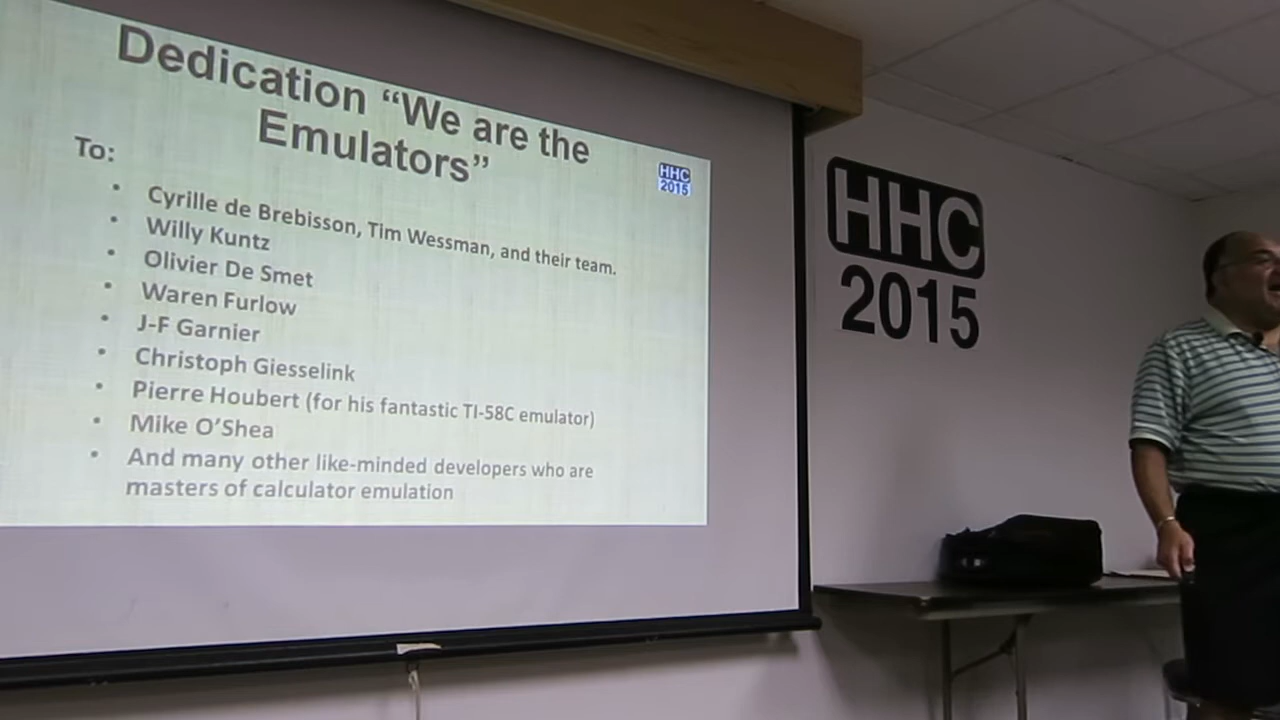 Dedication “We are the
Emulators”
To:
HHC
2015
• Cyrille de Brebisson, Tim Wessman, and their team.
• Willy Kuntz
• Olivier De Smet
• Waren Furlow
• J-F Garnier
• Christoph Giesselink
• Pierre Houbert (for his fantastic TI-58C emulator)
• Mike O’Shea
• And many other like-minded developers who are
masters of calculator emulation
HHC
2015